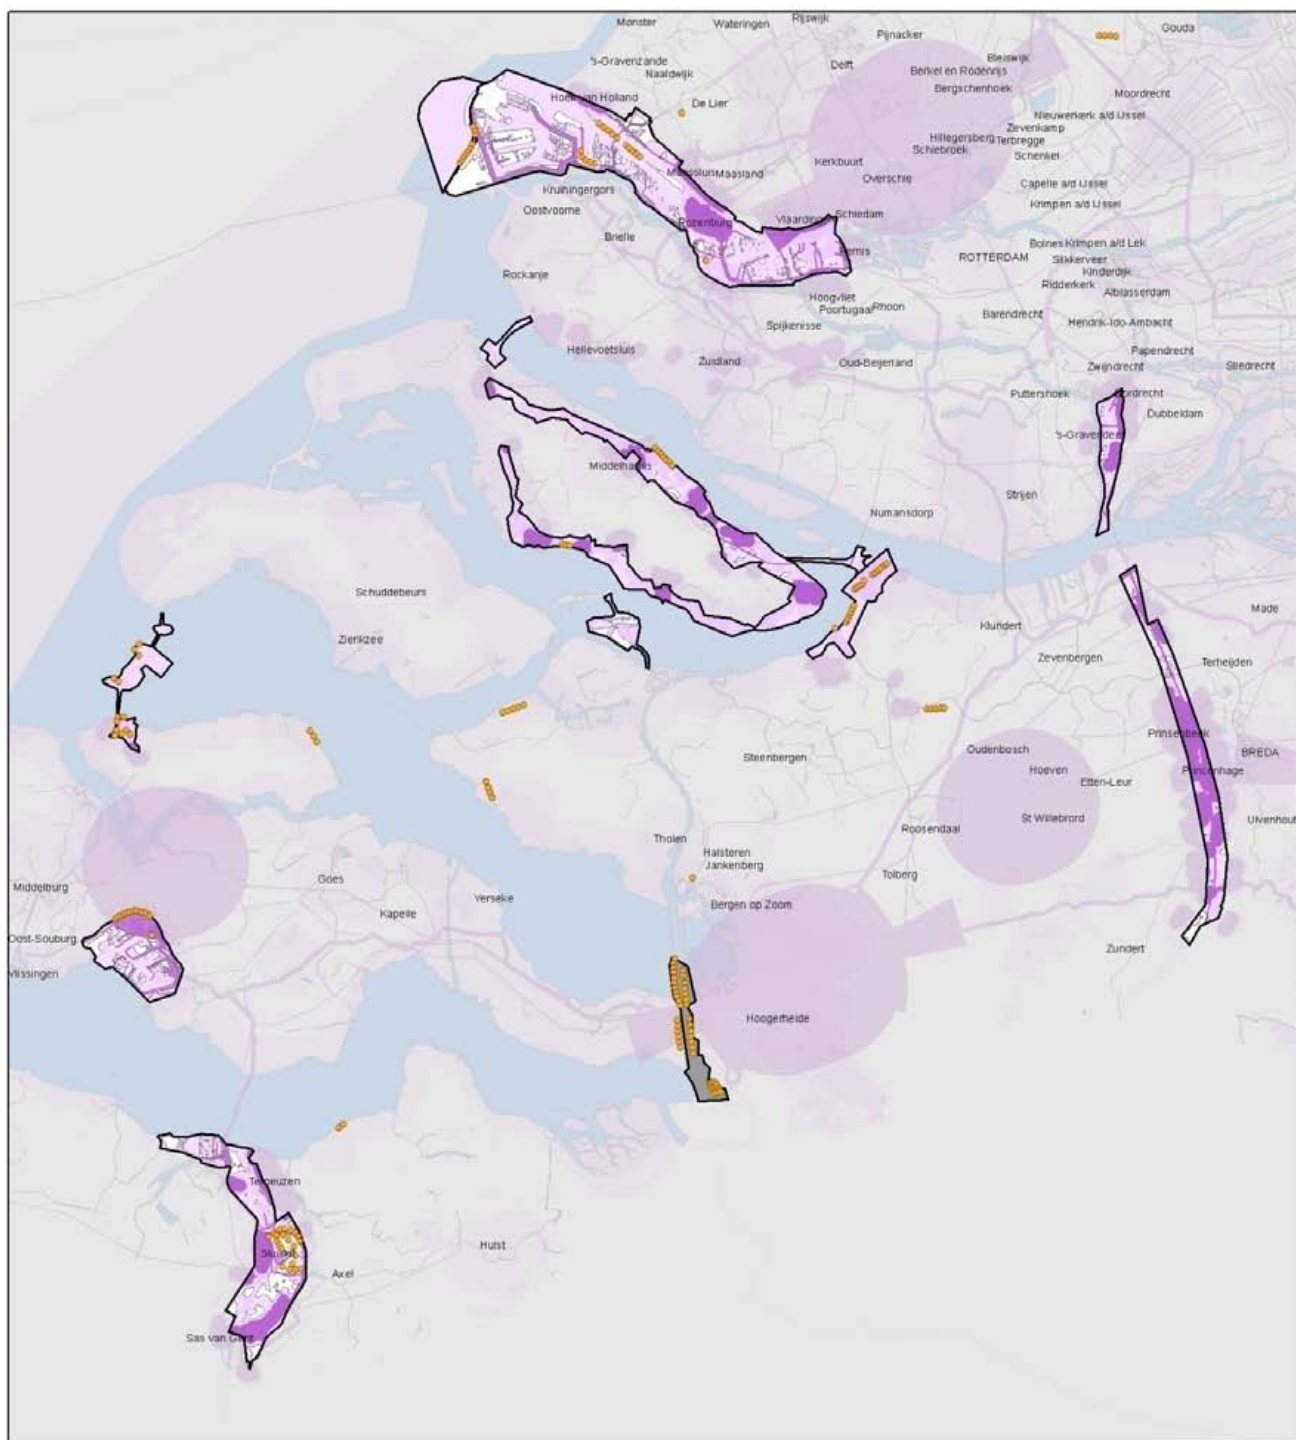 Monster
Wateringen
Rijswijk
Pijnacker
Gouda
's-Gravenzande
Naaldwijk
Delft
Bleiswijk
Berkel en Rodenrijs
Bergschenhoek
Moordrecht
Hoek van Holland
De Lier
Nieuwerkerk a/d IJssel
Zevenkamp
Hillegersberg
Terbregge
Schiebroek
Schenkel
Kerkbuurt
Maassluis
Maasland
Overschie
Capelle a/d IJssel
Kruiningergors
Krimpen a/d IJssel
Oostvoorne
Rozenburg
Vlaardingen
Schiedam
Brielle
Pernis
Bolnes
Krimpen a/d Lek
ROTTERDAM
Slikkerveer
Kinderdijk
Rockanje
Ridderkerk
Alblasserdam
Hoogvliet
Poortugaal
Rhoon
Barendrecht
Spijkenisse
Hendrik-Ido-Ambacht
Hellevoetsluis
Zuidland
Oud-Beijerland
Papendrecht
Zwijndrecht
Sliedrecht
Puttershoek
Dordrecht
Dubbeldam
's-Gravendeel
Middelharnis
Strijen
Numansdorp
Schuddebeurs
Made
Klundert
Zierikzee
Zevenbergen
Terheijden
Prinsenbeek
Oudenbosch
BREDA
Steenbergen
Hoeven
Princenhage
Etten-Leur
St Willebrord
Ulvenhout
Roosendaal
Tholen
Halsteren
Jankenberg
Tolberg
Goes
Middelburg
Yerseke
Bergen op Zoom
Kapelle
Oost-Souburg
Zundert
Vlissingen
Hoogerheide
Terneuzen
Hulst
Sluiskil
Axel
Sas van Gent